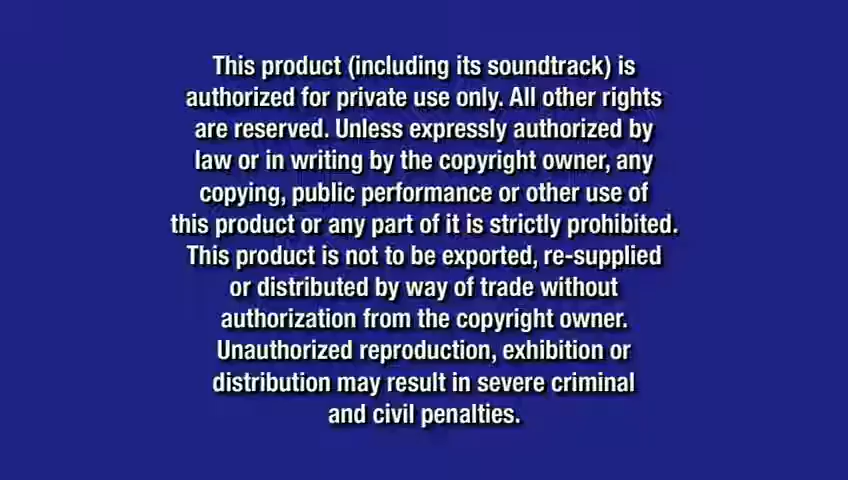 This product (including its soundtrack) is
authorized for private use only. All other rights
are reserved. Unless expressly authorized by
law or in writing by the copyright owner, any
copying, public performance or other use of
this product or any part of it is strictly prohibited.
This product is not to be exported, re-supplied
or distributed by way of trade without
authorization from the copyright owner.
Unauthorized reproduction, exhibition or
distribution may result in severe criminal
and civil penalties.